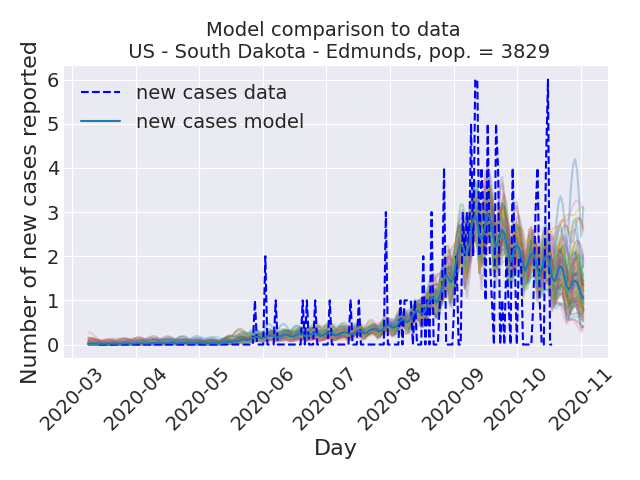 Model comparison to data
US - South Dakota - Edmunds, pop. = 3829
Number of new cases reported
6
5
4
3
2
1
0
new cases data
new cases model
2020-03
2020-04
2020-05
2020-06
2020-07
2020-08
2020-09
2020-10
2020-11
Day